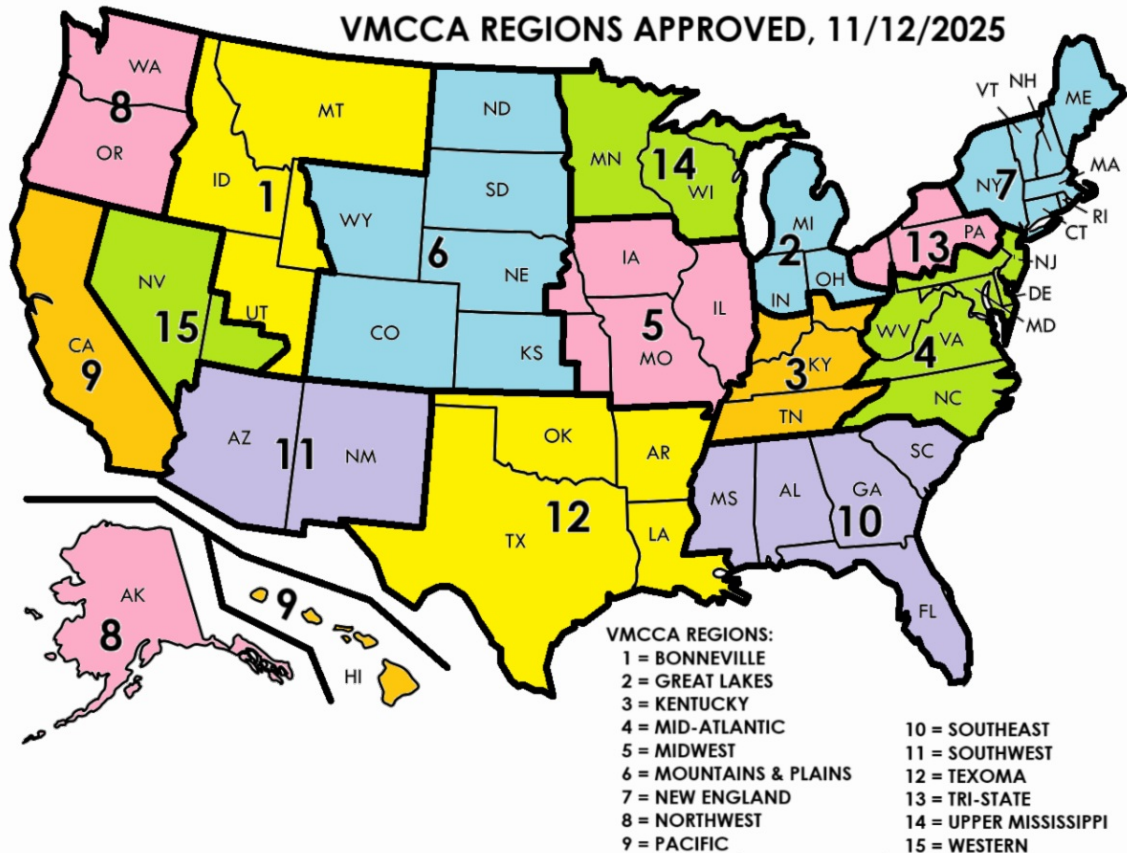 VMCCA REGIONS APPROVED, 11/12/2025
WA
8
OR
MT
ID
1
ND
SD
WY
6
NE
MN
14
WI
MI
2
VT
NH
ME
MA
NY
7
RI
CT
PA
13
NJ
DE
MD
NV
15
UT
CO
KS
IA
5
MO
IL
IN
OH
WV
4
VA
KY
3
TN
NC
CA
9
AZ
11
NM
OK
AR
TX
12
LA
MS
AL
GA
10
SC
FL
AK
8
9
HI
VMCCA REGIONS:
1 = BONNEVILLE
2 = GREAT LAKES
3 = KENTUCKY
4 = MID-ATLANTIC
5 = MIDWEST
6 = MOUNTAINS & PLAINS
7 = NEW ENGLAND
8 = NORTHWEST
9 = PACIFIC
10 = SOUTHEAST
11 = SOUTHWEST
12 = TEXOMA
13 = TRI-STATE
14 = UPPER MISSISSIPPI
15 = WESTERN